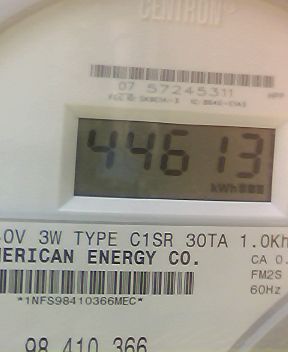 CENTRON
07 57245311
44613
kWh
.0V 3W TYPE C1SR 30TA 1.0Kh
MERICAN ENERGY CO.
CA 0.
FM2S
*1NFS98410366MEC*
60Hz
98 410 366